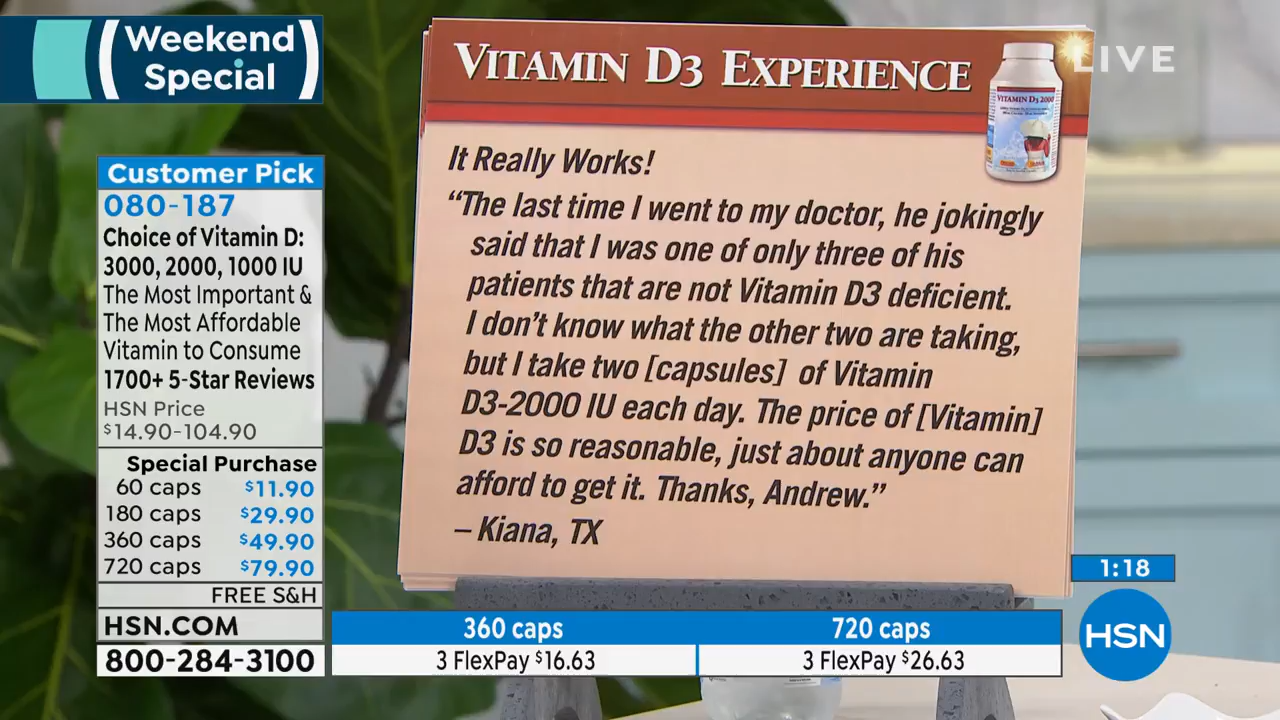 Weekend
Special
LIVE
VITAMIN D3 EXPERIENCE
VITAMIN D3 2000
It Really Works!
“The last time I went to my doctor, he jokingly
said that I was one of only three of his
patients that are not Vitamin D3 deficient.
I don’t know what the other two are taking,
but I take two [capsules] of Vitamin
D3-2000 IU each day. The price of [Vitamin]
D3 is so reasonable, just about anyone can
afford to get it. Thanks, Andrew.”
– Kiana, TX
Customer Pick
080-187
Choice of Vitamin D:
3000, 2000, 1000 IU
The Most Important &
The Most Affordable
Vitamin to Consume
1700+ 5-Star Reviews
HSN Price
$14.90-104.90
Special Purchase
60 caps $11.90
180 caps $29.90
360 caps $49.90
720 caps $79.90
FREE S&H
HSN.COM
800-284-3100
360 caps 720 caps
3 FlexPay $16.63 3 FlexPay $26.63
1:18
HSN